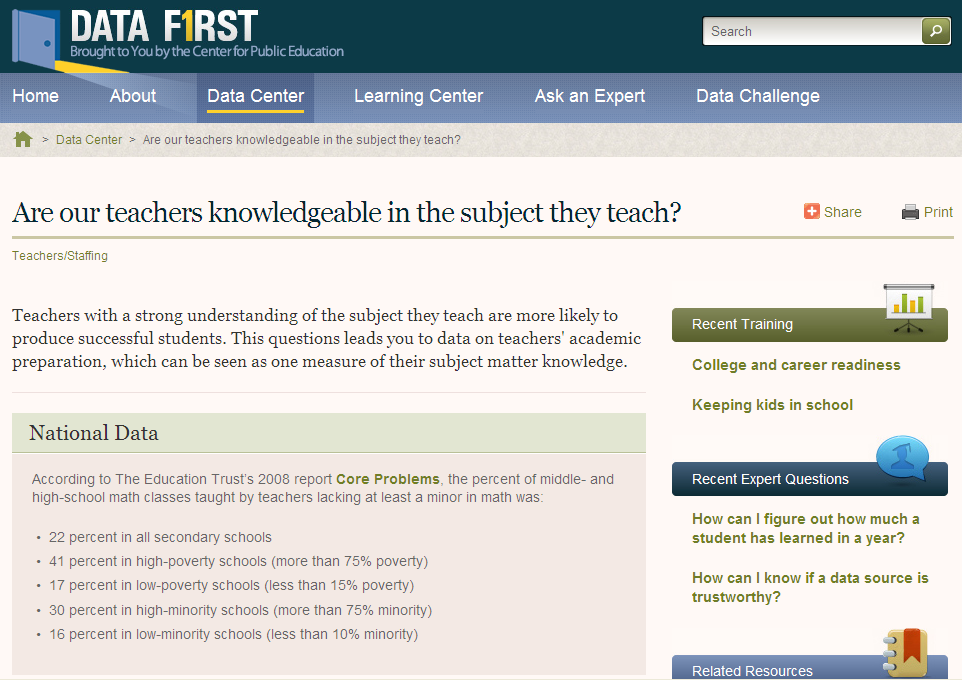 DATA F1RST
Brought to You by the Center for Public Education
Search
Home
About
Data Center
Learning Center
Ask an Expert
Data Challenge
> Data Center > Are our teachers knowledgeable in the subject they teach?
Are our teachers knowledgeable in the subject they teach?
Share
Print
Teachers/Staffing
Teachers with a strong understanding of the subject they teach are more likely to
produce successful students. This questions leads you to data on teachers' academic
preparation, which can be seen as one measure of their subject matter knowledge.
National Data
According to The Education Trust's 2008 report Core Problems, the percent of middle- and
high-school math classes taught by teachers lacking at least a minor in math was:
• 22 percent in all secondary schools
• 41 percent in high-poverty schools (more than 75% poverty)
• 17 percent in low-poverty schools (less than 15% poverty)
• 30 percent in high-minority schools (more than 75% minority)
• 16 percent in low-minority schools (less than 10% minority)
Recent Training
College and career readiness
Keeping kids in school
Recent Expert Questions
How can I figure out how much a
student has learned in a year?
How can I know if a data source is
trustworthy?
Related Resources